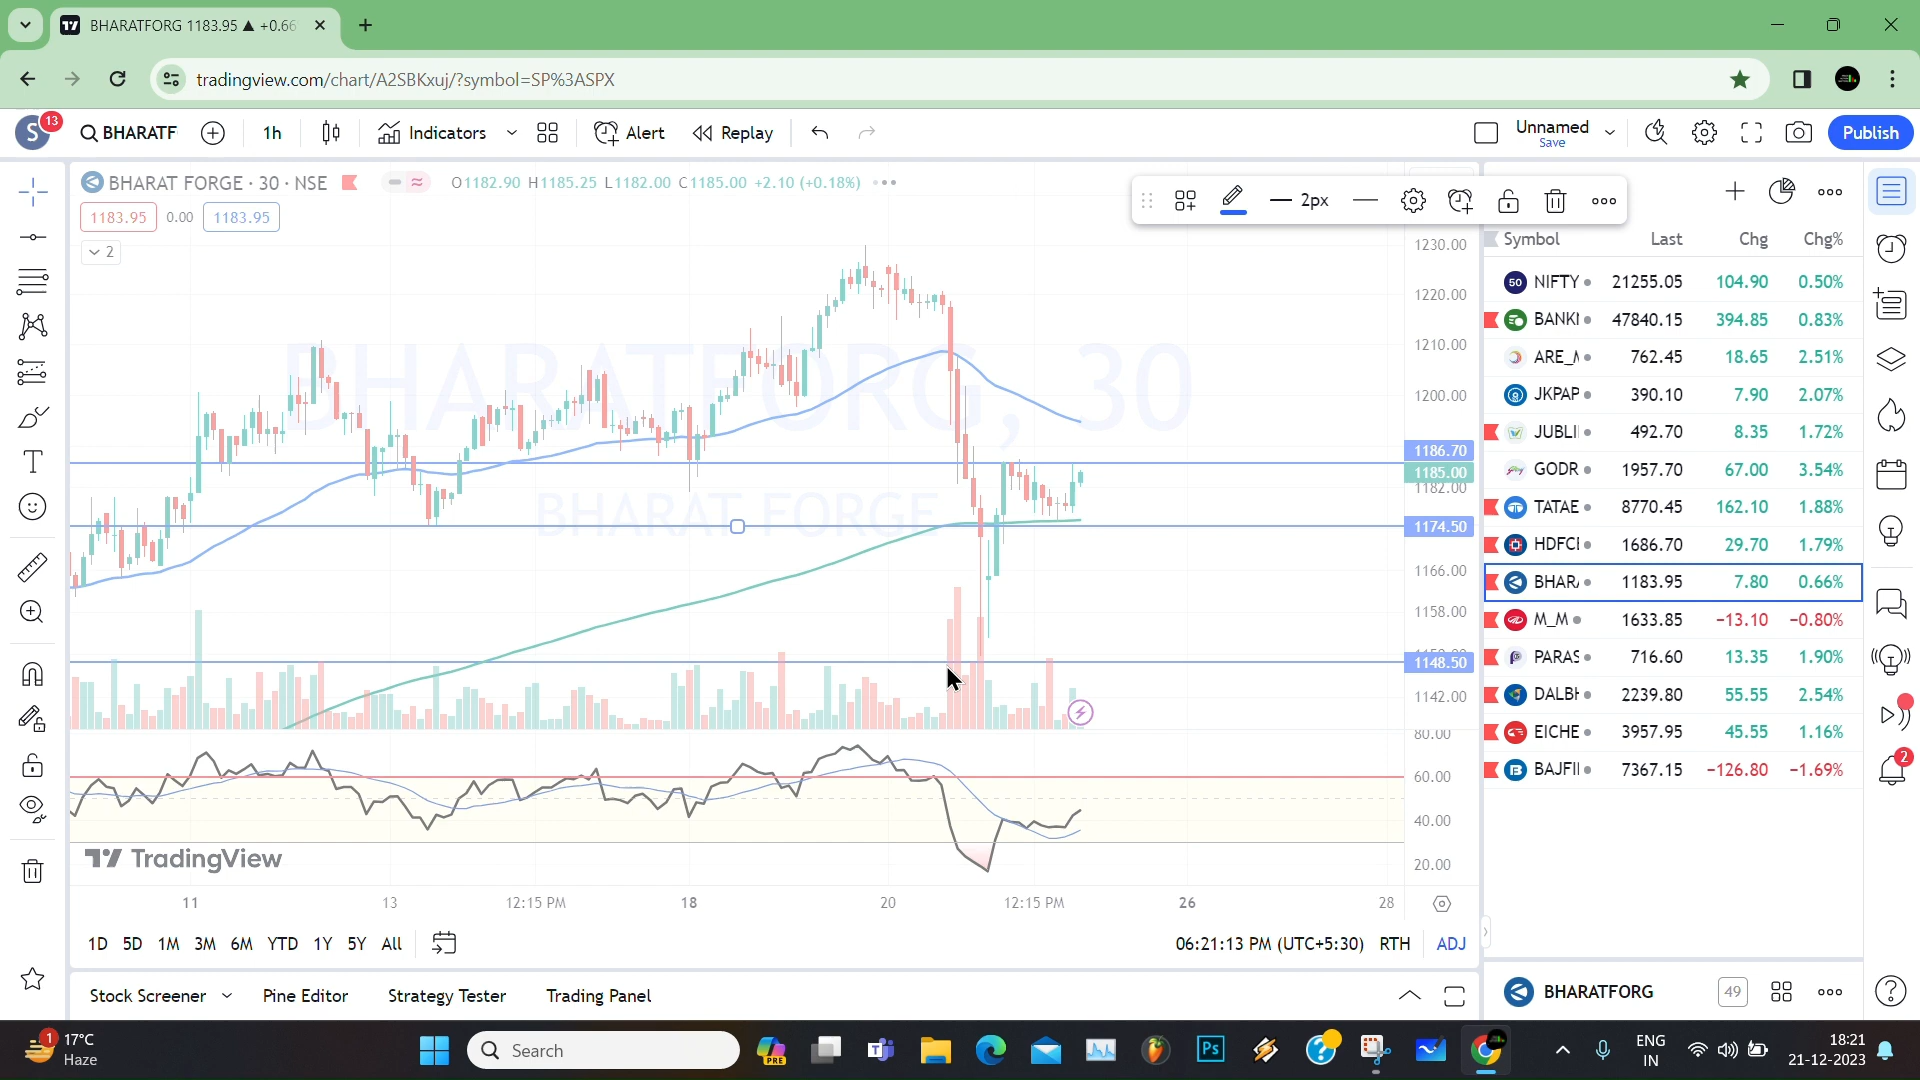 BHARATFORG 1183.95 ▲ +0.66
tradingview.com/chart/A2SBKxuj/?symbol=SP%3ASPX
S 13 BHARATF 1h Indicators Alert Replay Unnamed Save Publish
BHARAT FORGE · 30 · NSE O1182.90 H1185.25 L1182.00 C1185.00 +2.10 (+0.18%)
1183.95 0.00 1183.95
2
2px
BHARATFORG, 30
BHARAT FORGE
1230.00
1220.00
1210.00
1200.00
1186.70
1185.00
1182.00
1174.50
1166.00
1158.00
1148.50
1142.00
80.00
60.00
40.00
20.00
TradingView
11 13 12:15 PM 18 20 12:15 PM 26 28
1D 5D 1M 3M 6M YTD 1Y 5Y All 06:21:13 PM (UTC+5:30) RTH ADJ
Stock Screener Pine Editor Strategy Tester Trading Panel
Symbol Last Chg Chg%
50 NIFTY 21255.05 104.90 0.50%
BANKI 47840.15 394.85 0.83%
ARE_M 762.45 18.65 2.51%
JKPAP 390.10 7.90 2.07%
JUBLI 492.70 8.35 1.72%
GODR 1957.70 67.00 3.54%
TATAE 8770.45 162.10 1.88%
HDFCI 1686.70 29.70 1.79%
BHAR 1183.95 7.80 0.66%
M_M 1633.85 −13.10 −0.80%
PARAS 716.60 13.35 1.90%
DALBH 2239.80 55.55 2.54%
EICHE 3957.95 45.55 1.16%
BAJFII 7367.15 −126.80 −1.69%
BHARATFORG 49
2
1 17°C
Haze
Search
PRE
Ps
ENG
IN
18:21
21-12-2023